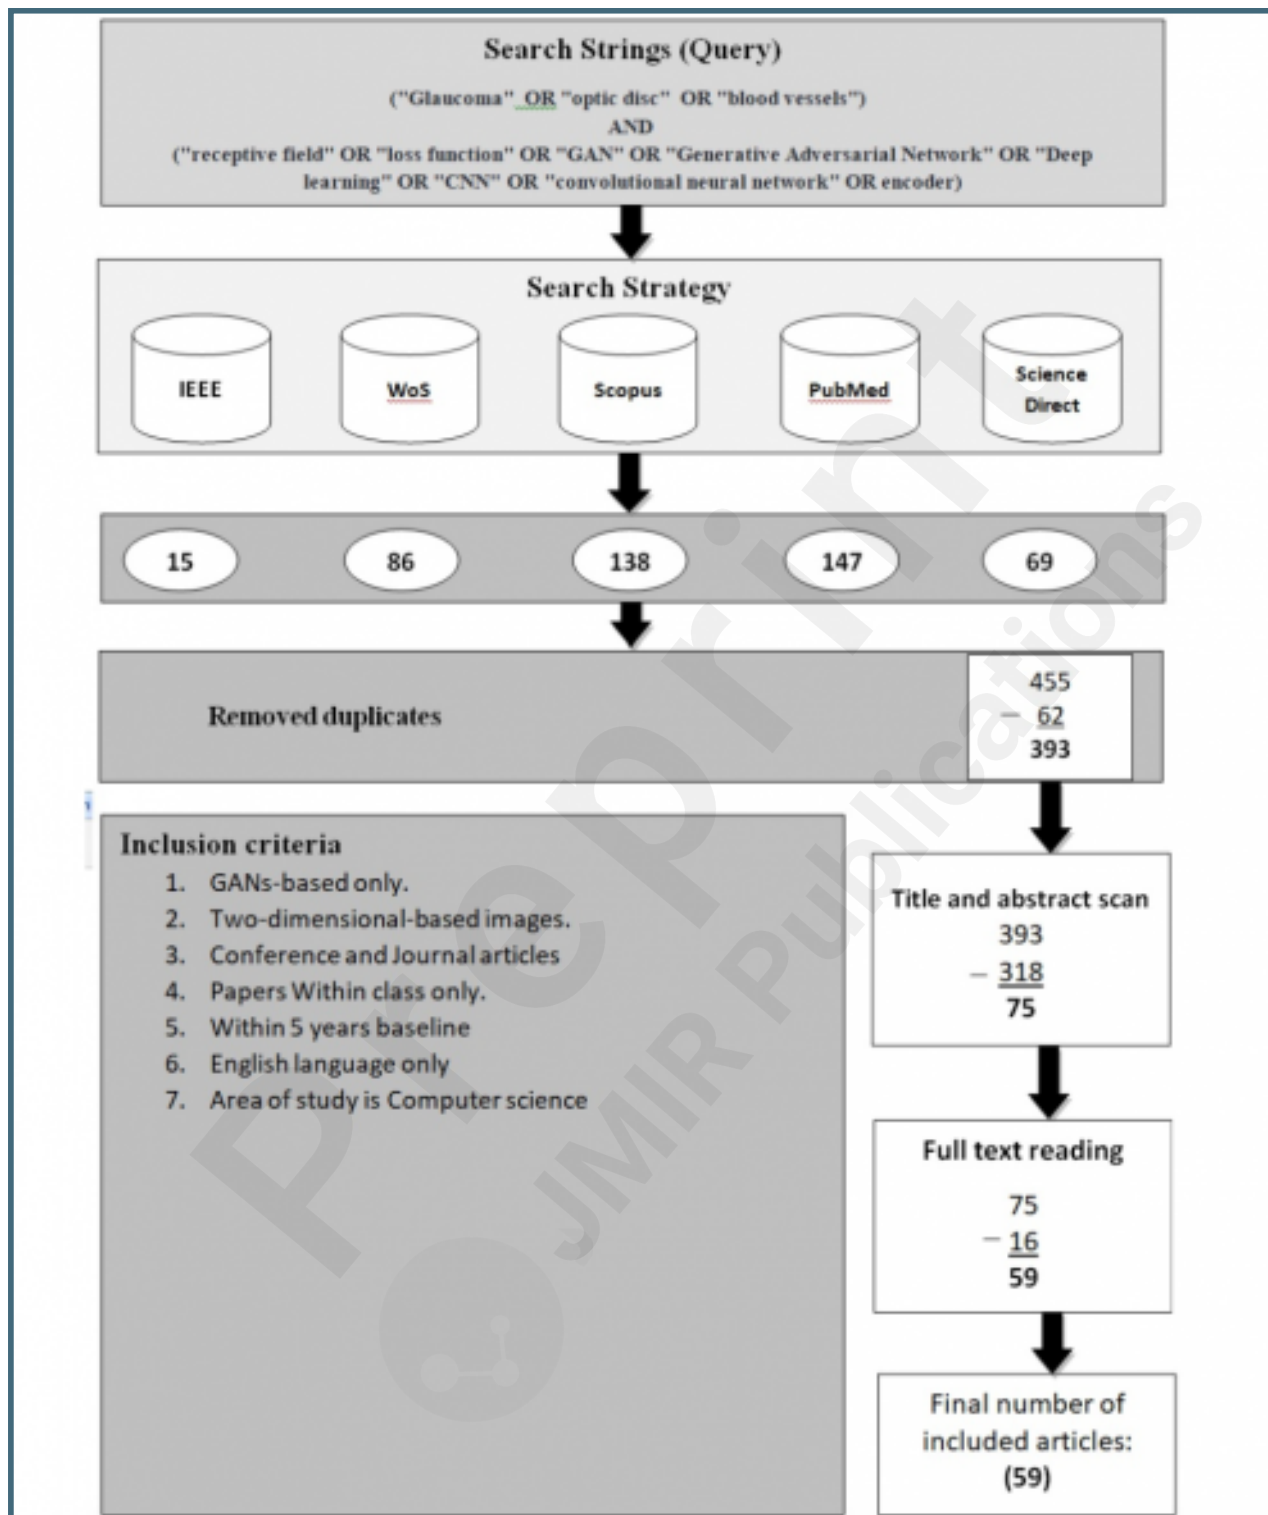 Search Strings (Query)
("Glaucoma" OR "optic disc" OR "blood vessels")
AND
("receptive field" OR "loss function" OR "GAN" OR "Generative Adversarial Network" OR "Deep
learning" OR "CNN" OR "convolutional neural network" OR encoder)
Search Strategy
IEEE
WoS
Scopus
PubMed
Science
Direct
15
86
138
147
69
Removed duplicates
455
– 62
393
Inclusion criteria
1. GANs-based only.
2. Two-dimensional-based images.
3. Conference and Journal articles
4. Papers Within class only.
5. Within 5 years baseline
6. English language only
7. Area of study is Computer science
Title and abstract scan
393
– 318
75
Full text reading
75
– 16
59
Final number of
included articles:
(59)
Preprint
JMIR Publications